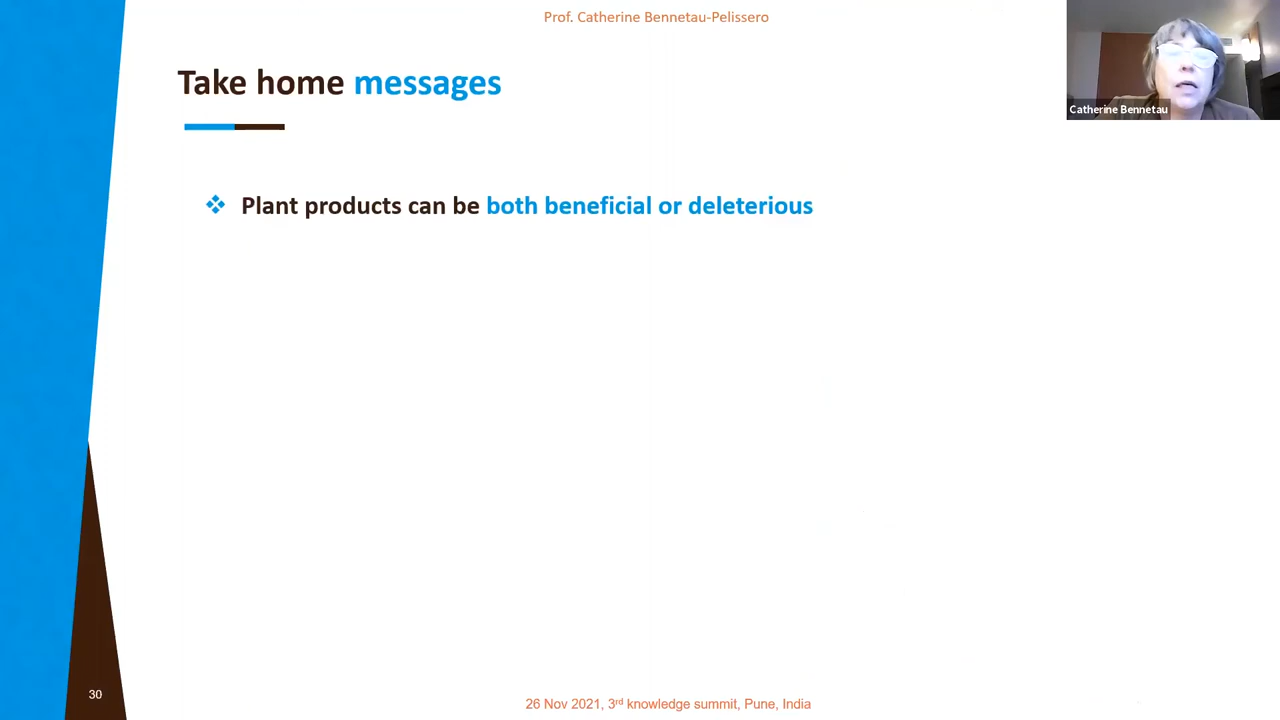 Prof. Catherine Bennetau-Pelissero
Take home messages
Catherine Bennetau
❖ Plant products can be both beneficial or deleterious
30
26 Nov 2021, 3rd knowledge summit, Pune, India